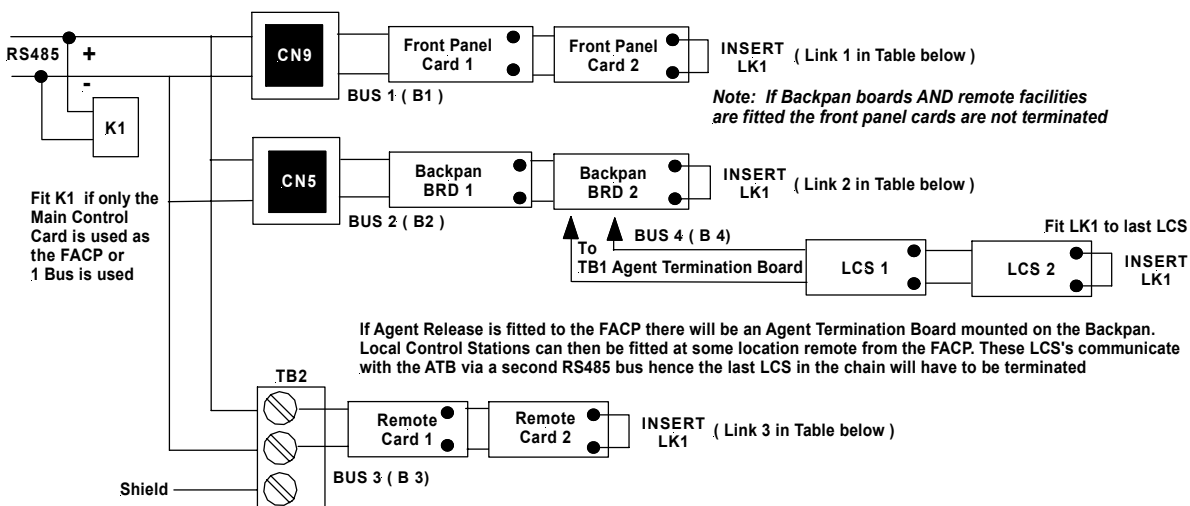 RS485
+
-
K1
Fit K1 if only the
Main Control
Card is used as
the FACP or
1 Bus is used
CN9
BUS 1 ( B1 )
Front Panel
Card 1
Front Panel
Card 2
INSERT
LK1
( Link 1 in Table below )
Note: If Backpan boards AND remote facilities
are fitted the front panel cards are not terminated
CN5
BUS 2 ( B2 )
Backpan
BRD 1
Backpan
BRD 2
INSERT
LK1
( Link 2 in Table below )
BUS 4 ( B 4)
To
TB1 Agent Termination Board
LCS 1
LCS 2
Fit LK1 to last LCS
INSERT
LK1
If Agent Release is fitted to the FACP there will be an Agent Termination Board mounted on the Backpan.
Local Control Stations can then be fitted at some location remote from the FACP. These LCS's communicate
with the ATB via a second RS485 bus hence the last LCS in the chain will have to be terminated
TB2
Shield
BUS 3 ( B 3)
Remote
Card 1
Remote
Card 2
INSERT
LK1
( Link 3 in Table below )